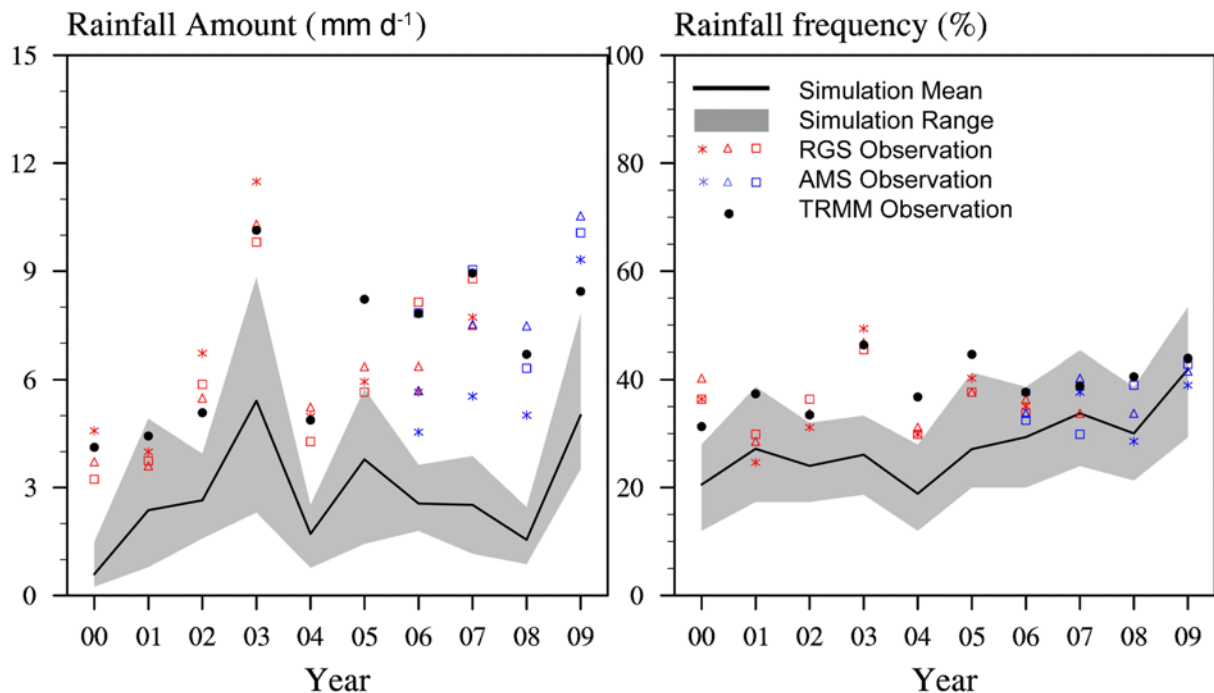 Rainfall Amount (mm d-1)
Rainfall frequency (%)
15
12
9
6
3
0
00 01 02 03 04 05 06 07 08 09
Year
100
80
60
40
20
0
Simulation Mean
Simulation Range
RGS Observation
AMS Observation
TRMM Observation
00 01 02 03 04 05 06 07 08 09
Year